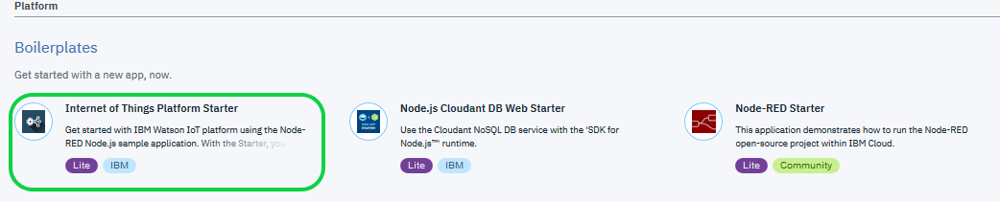 Platform
Boilerplates
Get started with a new app, now.
Internet of Things Platform Starter
Get started with IBM Watson IoT platform using the Node-
RED Node.js sample application. With the Starter, you c
Lite IBM
Node.js Cloudant DB Web Starter
Use the Cloudant NoSQL DB service with the 'SDK for
Node.js™' runtime.
Lite IBM
Node-RED Starter
This application demonstrates how to run the Node-RED
open-source project within IBM Cloud.
Lite Community